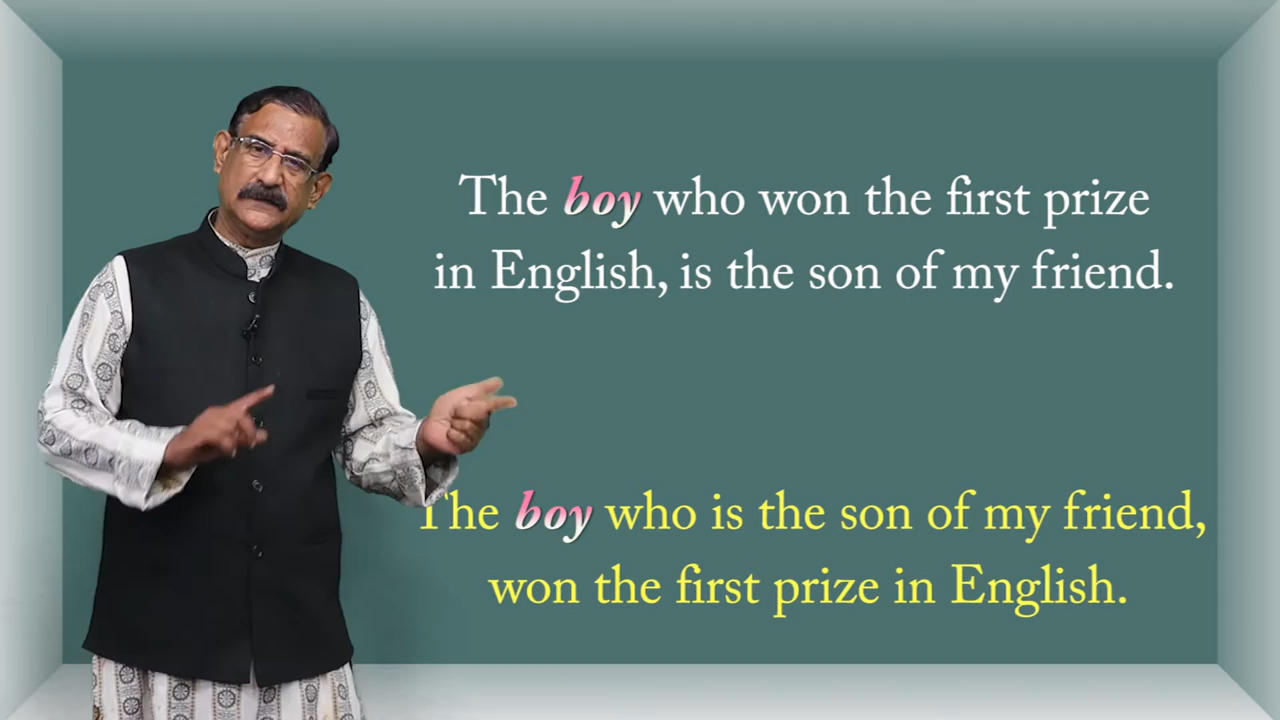 The boy who won the first prize
in English, is the son of my friend.
The boy who is the son of my friend,
won the first prize in English.